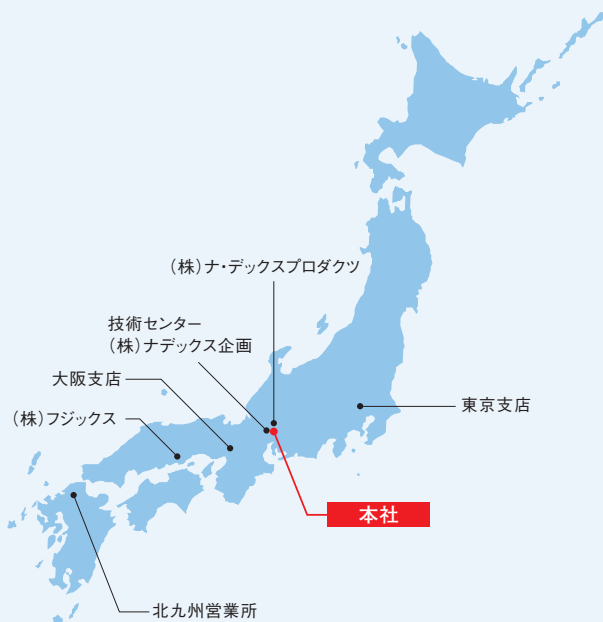 （株）ナ・デックスプロダクツ
技術センター
（株）ナデックス企画
大阪支店
（株）フジックス
東京支店
本社
北九州営業所